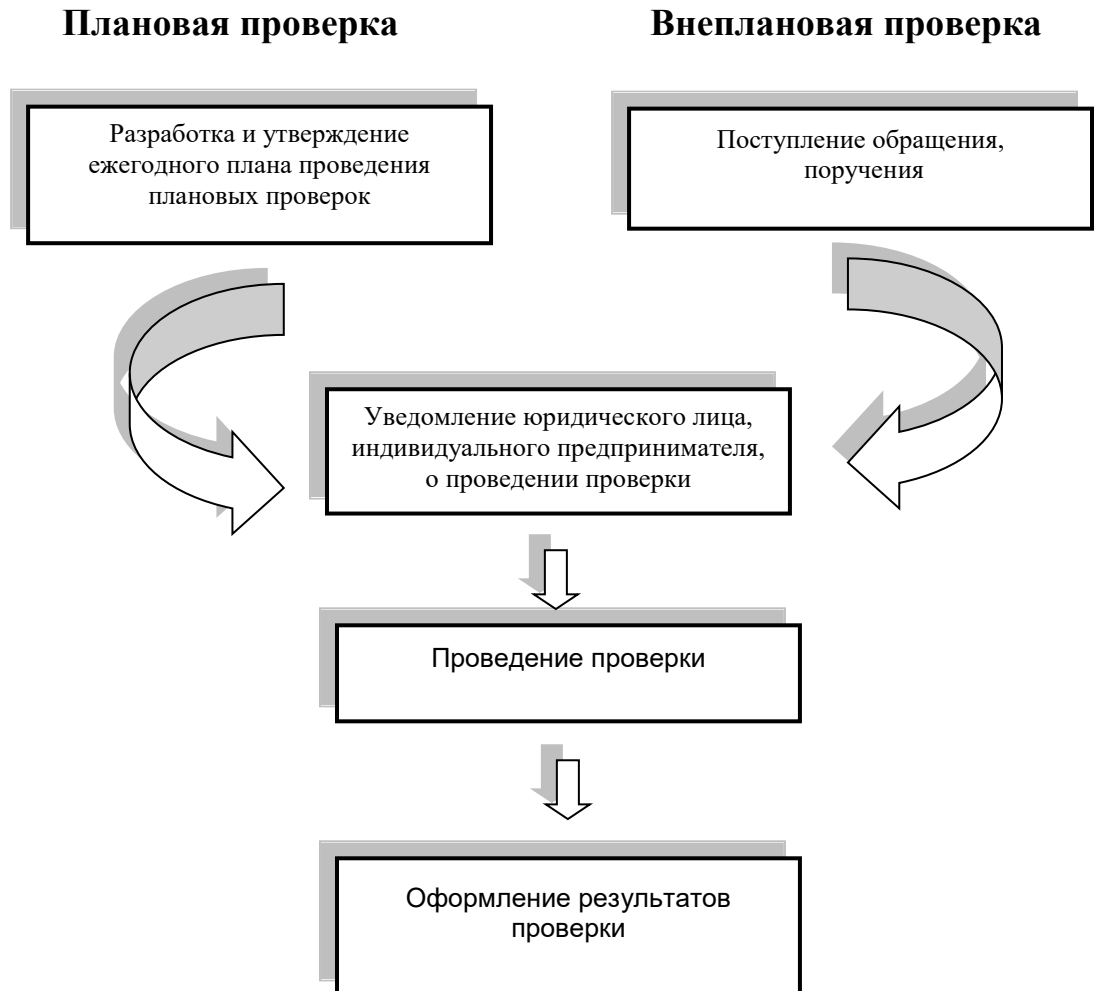 Плановая проверка
Внеплановая проверка
Разработка и утверждение
ежегодного плана проведения
плановых проверок
Поступление обращения,
поручения
Уведомление юридического лица,
индивидуального предпринимателя,
о проведении проверки
Проведение проверки
Оформление результатов
проверки